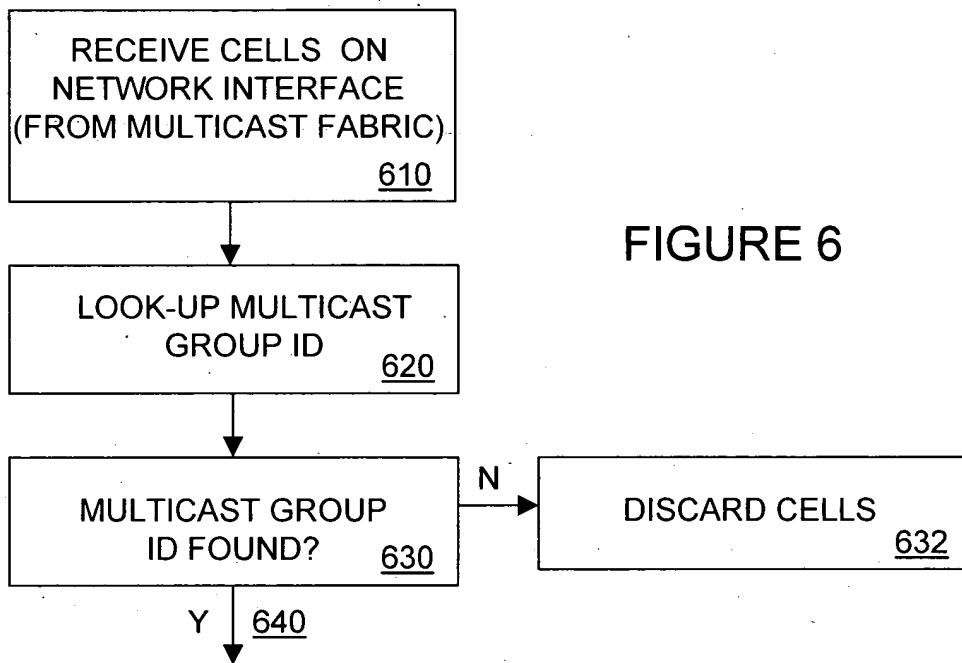 RECEIVE CELLS ON
NETWORK INTERFACE
(FROM MULTICAST FABRIC)
610
FIGURE 6
LOOK-UP MULTICAST
GROUP ID
620
MULTICAST GROUP
ID FOUND?
630
N
DISCARD CELLS
632
Y
640